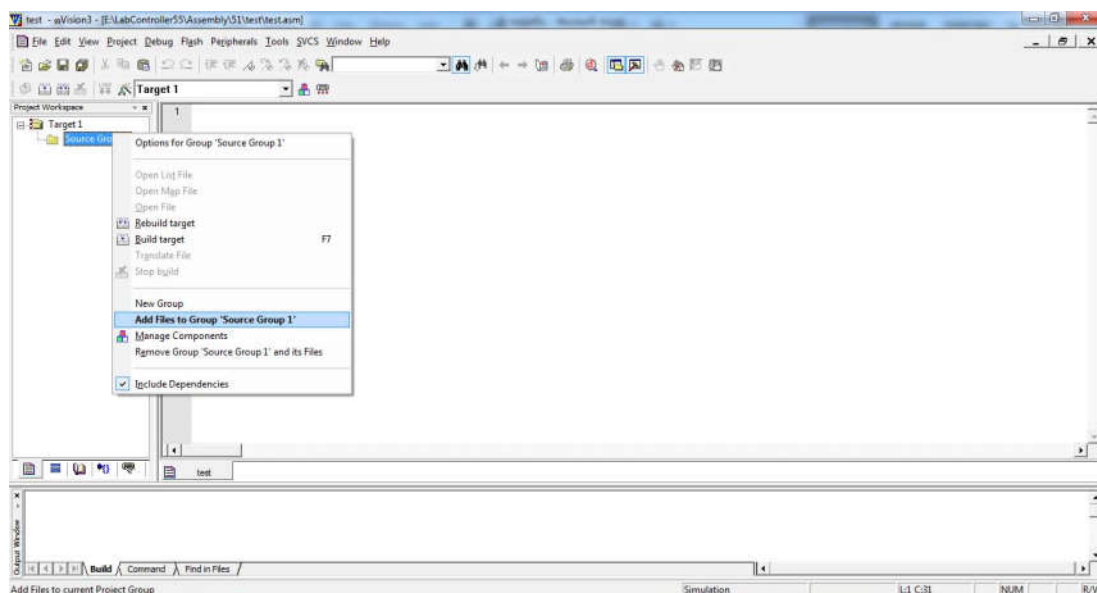 test - µVision3 - [E:\LabController55\Assembly\51\test\test.asm]
File Edit View Project Debug Flash Peripherals Tools SVCS Window Help
Target 1
Project Workspace
1
Target 1
Source Gro
Options for Group 'Source Group 1'
Open List File
Open Map File
Open File
Rebuild target
Build target F7
Translate File
Stop build
New Group
Add Files to Group 'Source Group 1'
Manage Components
Remove Group 'Source Group 1' and its Files
Include Dependencies
test
Output Window
Build Command Find in Files
Add Files to current Project Group Simulation L:1 C:31 NUM R/W